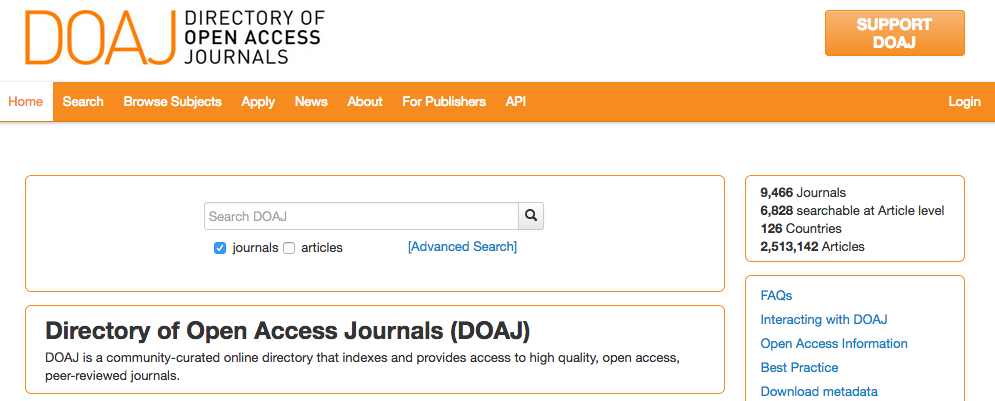 DOAJ
DIRECTORY OF
OPEN ACCESS
JOURNALS
SUPPORT
DOAJ
Home Search Browse Subjects Apply News About For Publishers API Login
Search DOAJ
journals articles [Advanced Search]
9,466 Journals
6,828 searchable at Article level
126 Countries
2,513,142 Articles
Directory of Open Access Journals (DOAJ)
DOAJ is a community-curated online directory that indexes and provides access to high quality, open access,
peer-reviewed journals.
FAQs
Interacting with DOAJ
Open Access Information
Best Practice
Download metadata